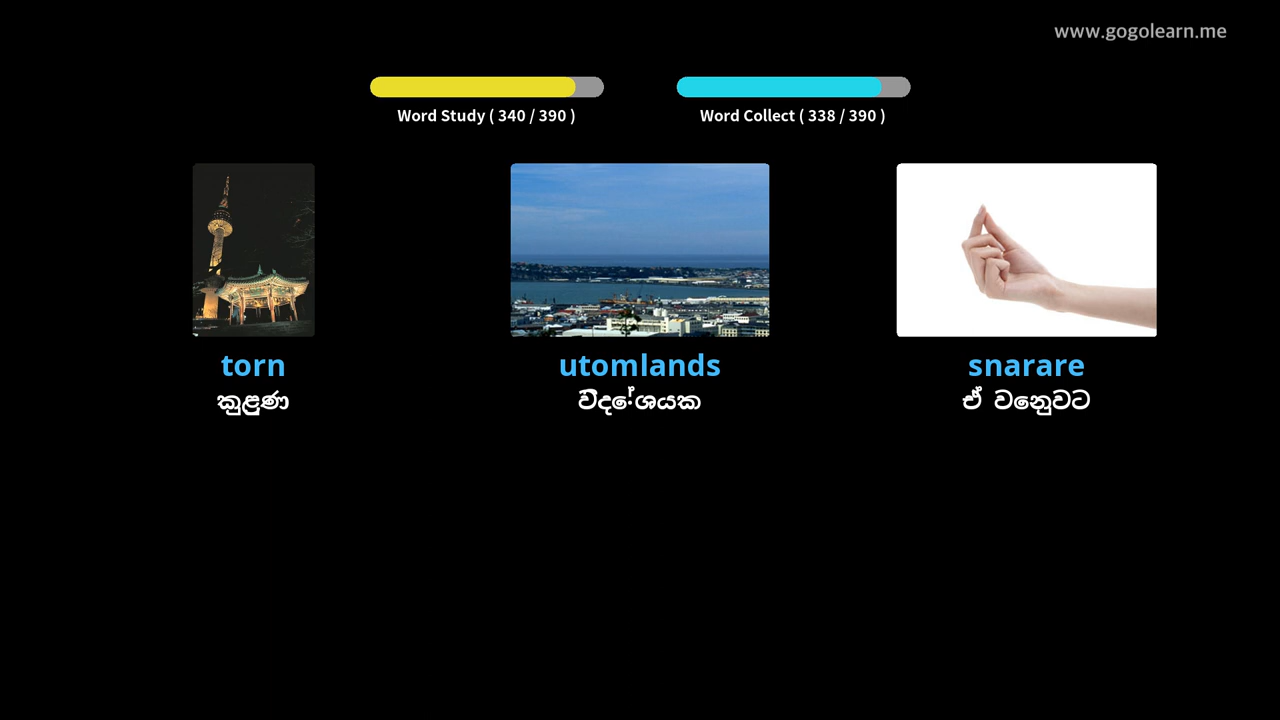 www.gogolearn.me
Word Study ( 340 / 390 )
Word Collect ( 338 / 390 )
torn
utomlands
snarare
කුළුණ
විදේශයක
ඒ වෙනුවට